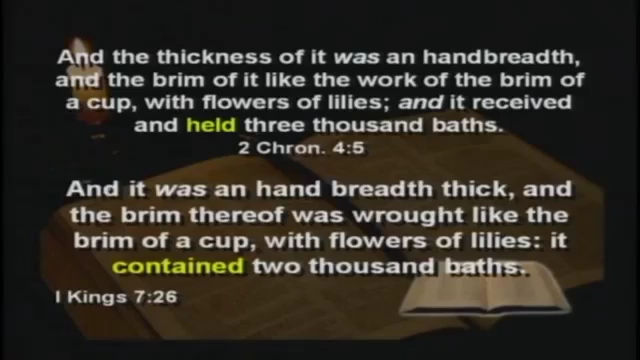 And the thickness of it was an handbreadth,
and the brim of it like the work of the brim of
a cup, with flowers of lilies; and it received
and held three thousand baths.
2 Chron. 4:5
And it was an hand breadth thick, and
the brim thereof was wrought like the
brim of a cup, with flowers of lilies: it
contained two thousand baths.
I Kings 7:26